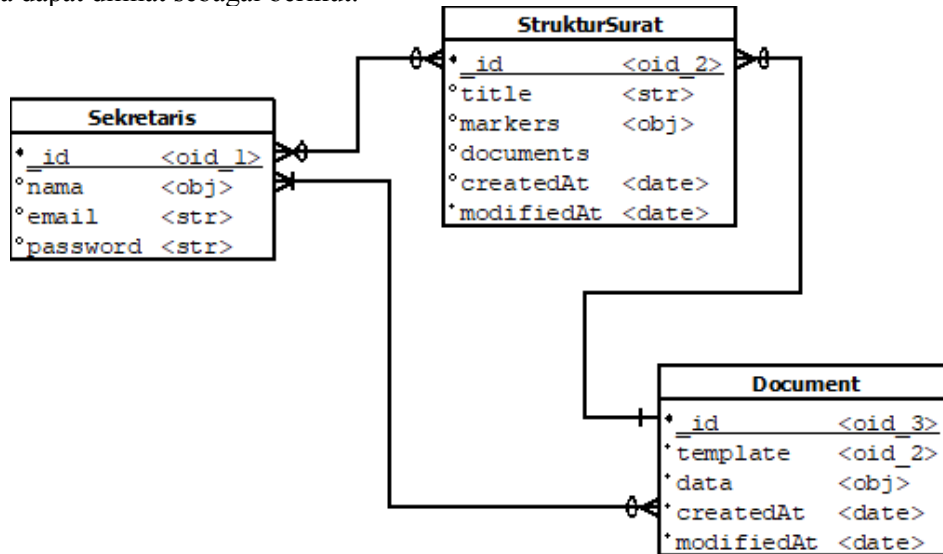 a dapat dilihat sebagai berikut:
StrukturSurat
_id <oid_2>
title <str>
markers <obj>
documents
createdAt <date>
modifiedAt <date>
Sekretaris
_id <oid_1>
nama <obj>
email <str>
password <str>
Document
_id <oid_3>
template <oid_2>
data <obj>
createdAt <date>
modifiedAt <date>